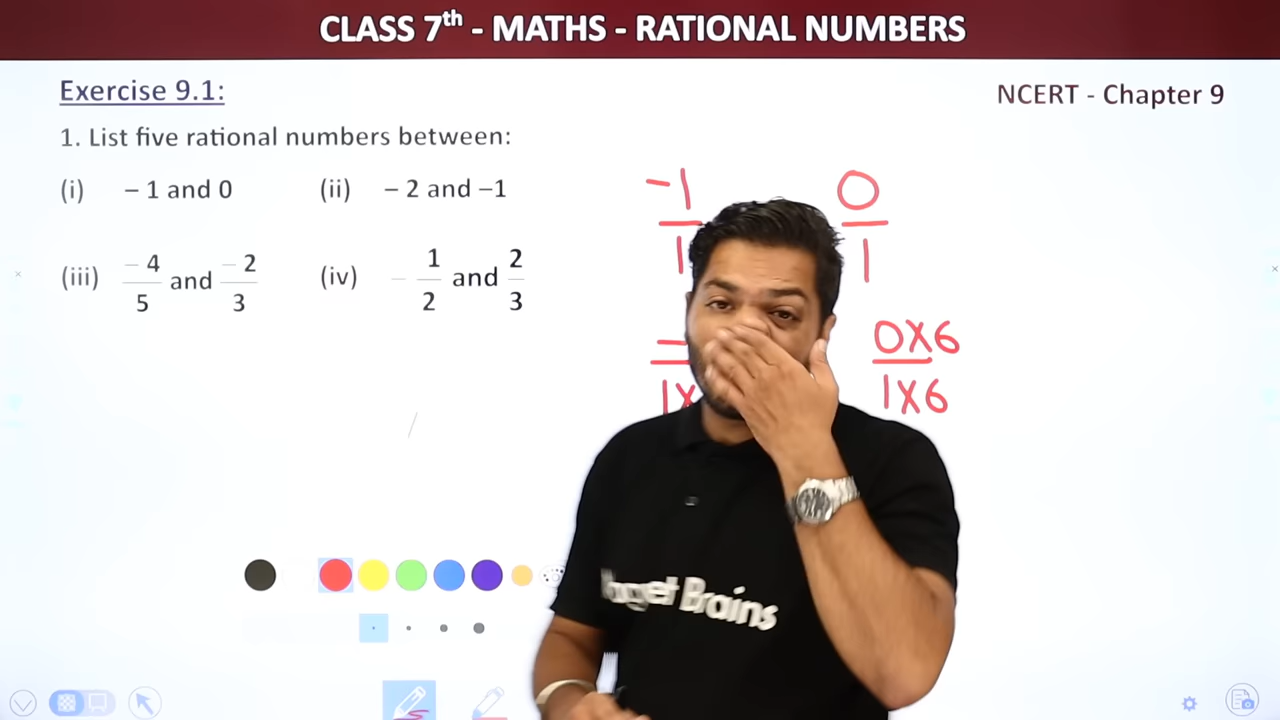 CLASS 7th - MATHS - RATIONAL NUMBERS
Exercise 9.1:
NCERT - Chapter 9
1. List five rational numbers between:
(i) – 1 and 0 (ii) – 2 and –1
(iii) – 4/5 and – 2/3 (iv) – 1/2 and 2/3
-1/1 0/1
0X6/1X6
1X
Brains